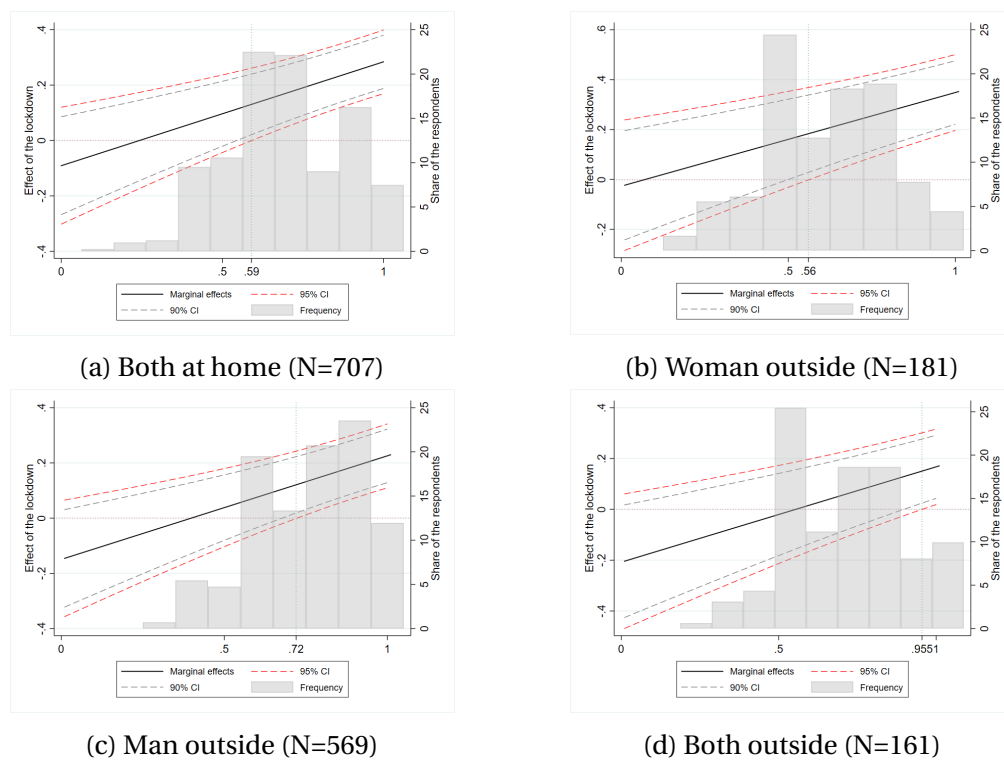 Effect of the lockdown
-.4 -.2 0 .2 .4
0 5 10 15 20 25
Share of the respondents
0 .5 .59 1
Marginal effects 95% CI
90% CI Frequency
(a) Both at home (N=707)
Effect of the lockdown
-.2 0 .2 .4 .6
0 5 10 15 20 25
Share of the respondents
0 .5 .56 1
Marginal effects 95% CI
90% CI Frequency
(b) Woman outside (N=181)
Effect of the lockdown
-.4 -.2 0 .2 .4
0 5 10 15 20 25
Share of the respondents
0 .5 .72 1
Marginal effects 95% CI
90% CI Frequency
(c) Man outside (N=569)
Effect of the lockdown
-.4 -.2 0 .2 .4
0 5 10 15 20 25
Share of the respondents
0 .5 .9551
Marginal effects 95% CI
90% CI Frequency
(d) Both outside (N=161)